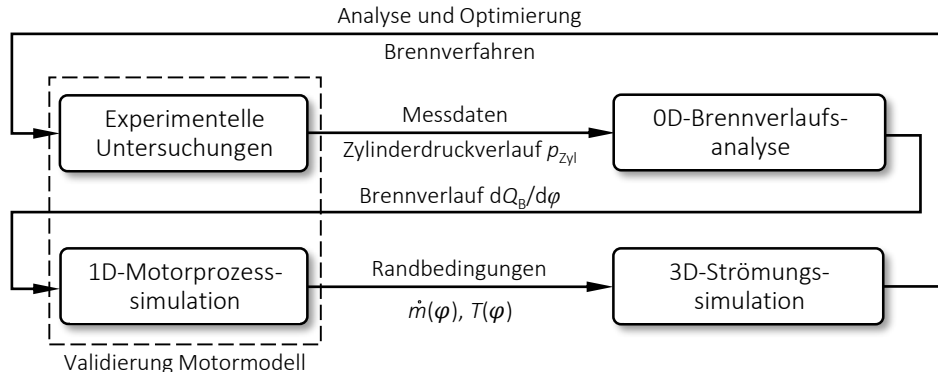 Analyse und Optimierung
Brennverfahren
Experimentelle
Untersuchungen
Messdaten
Zylinderdruckverlauf p_Zyl
0D-Brennverlaufs-
analyse
Brennverlauf dQ_B/dφ
1D-Motorprozess-
simulation
Randbedingungen
ṁ(φ), T(φ)
3D-Strömungs-
simulation
Validierung Motormodell